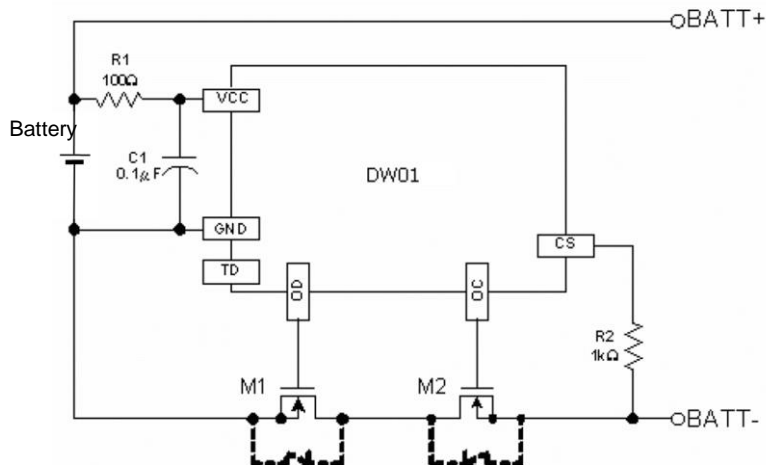 BATT+
R1
100Ω
VCC
Battery
C1
0.1μF
DW01
GND
CS
TD
OD
OC
R2
1kΩ
M1
M2
BATT-